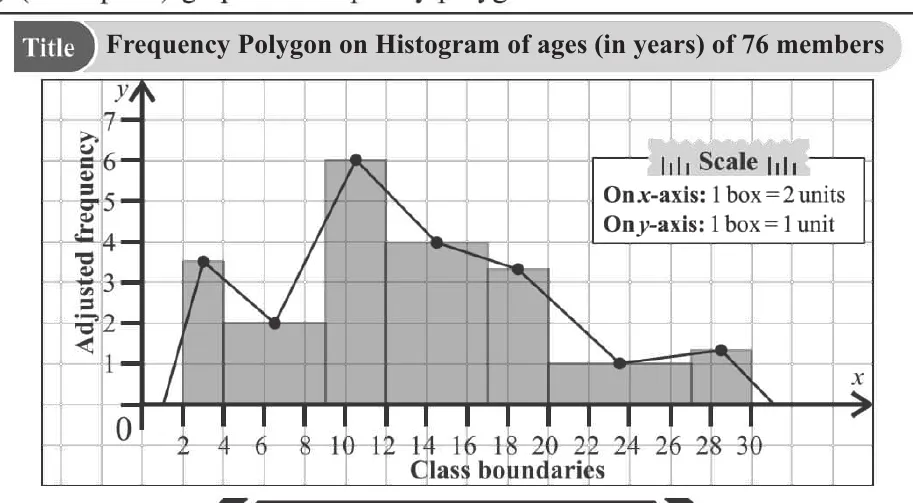 Title
Frequency Polygon on Histogram of ages (in years) of 76 members
y
7
6
5
4
3
2
1
0
Adjusted frequency
Scale
On x-axis: 1 box = 2 units
On y-axis: 1 box = 1 unit
x
2 4 6 8 10 12 14 16 18 20 22 24 26 28 30
Class boundaries